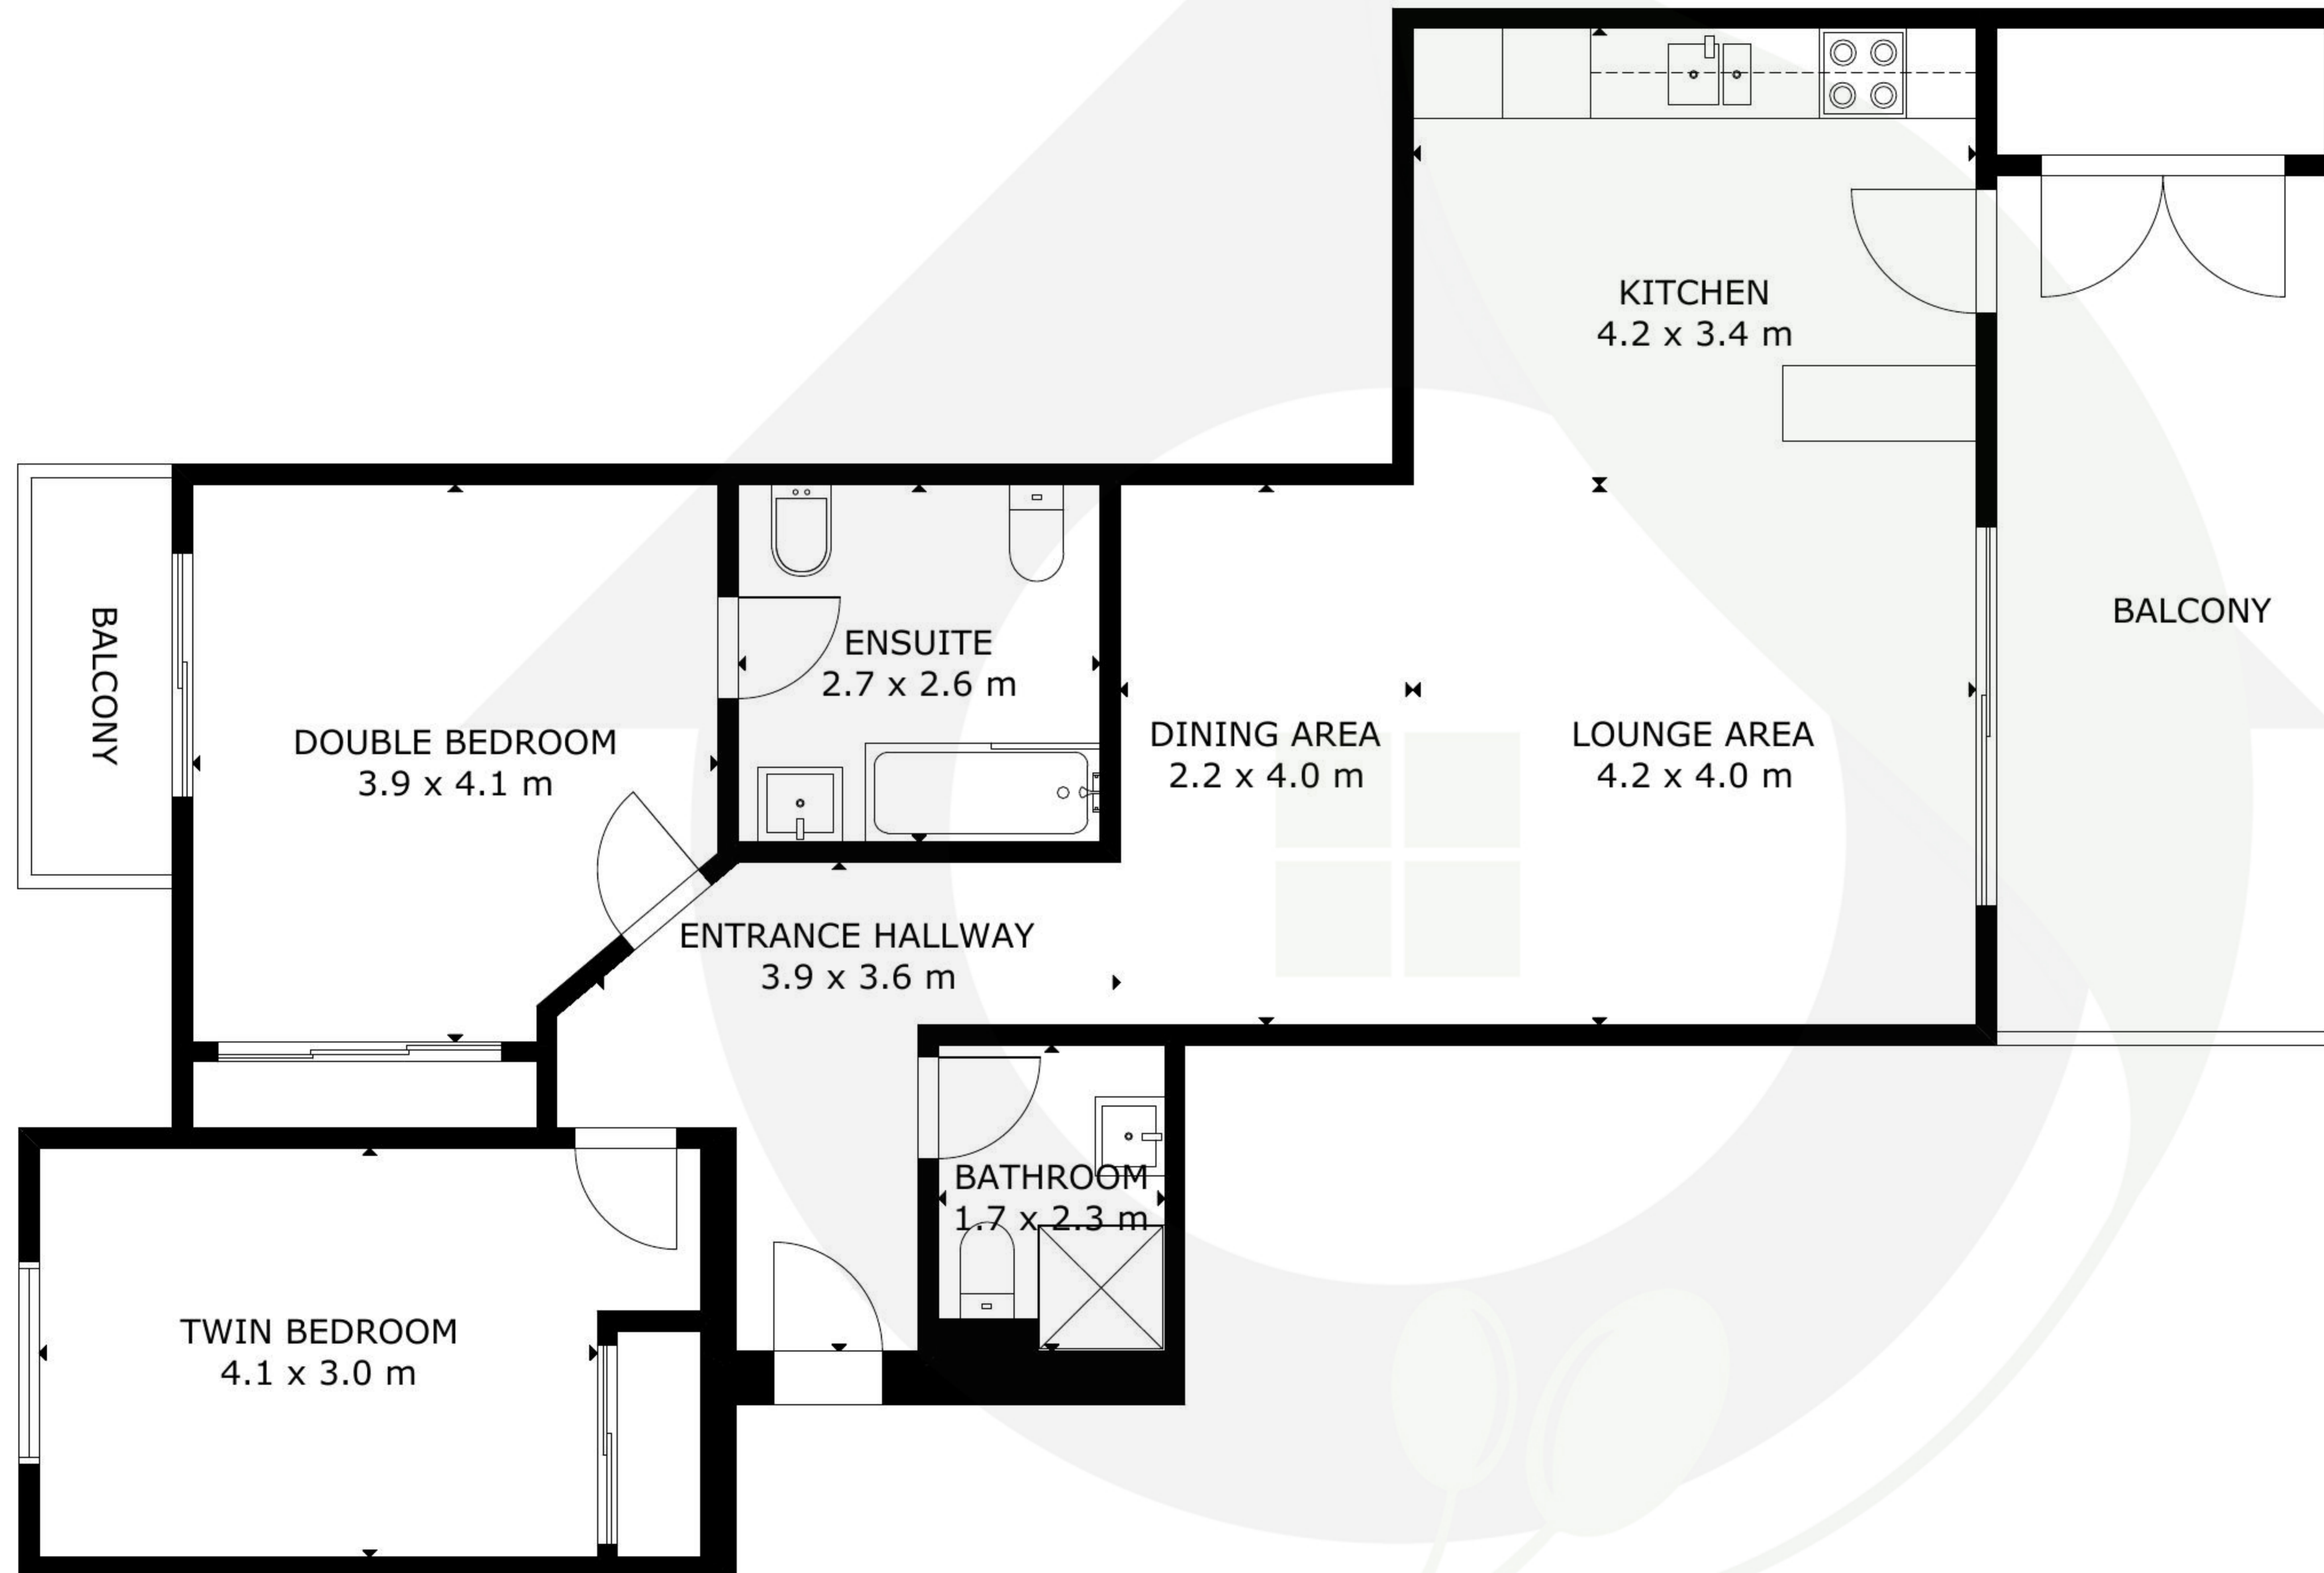 KITCHEN
4.2 x 3.4 m
BALCONY
BALCONY
ENSUITE
2.7 x 2.6 m
DOUBLE BEDROOM
3.9 x 4.1 m
DINING AREA
2.2 x 4.0 m
LOUNGE AREA
4.2 x 4.0 m
ENTRANCE HALLWAY
3.9 x 3.6 m
BATHROOM
1.7 x 2.3 m
TWIN BEDROOM
4.1 x 3.0 m